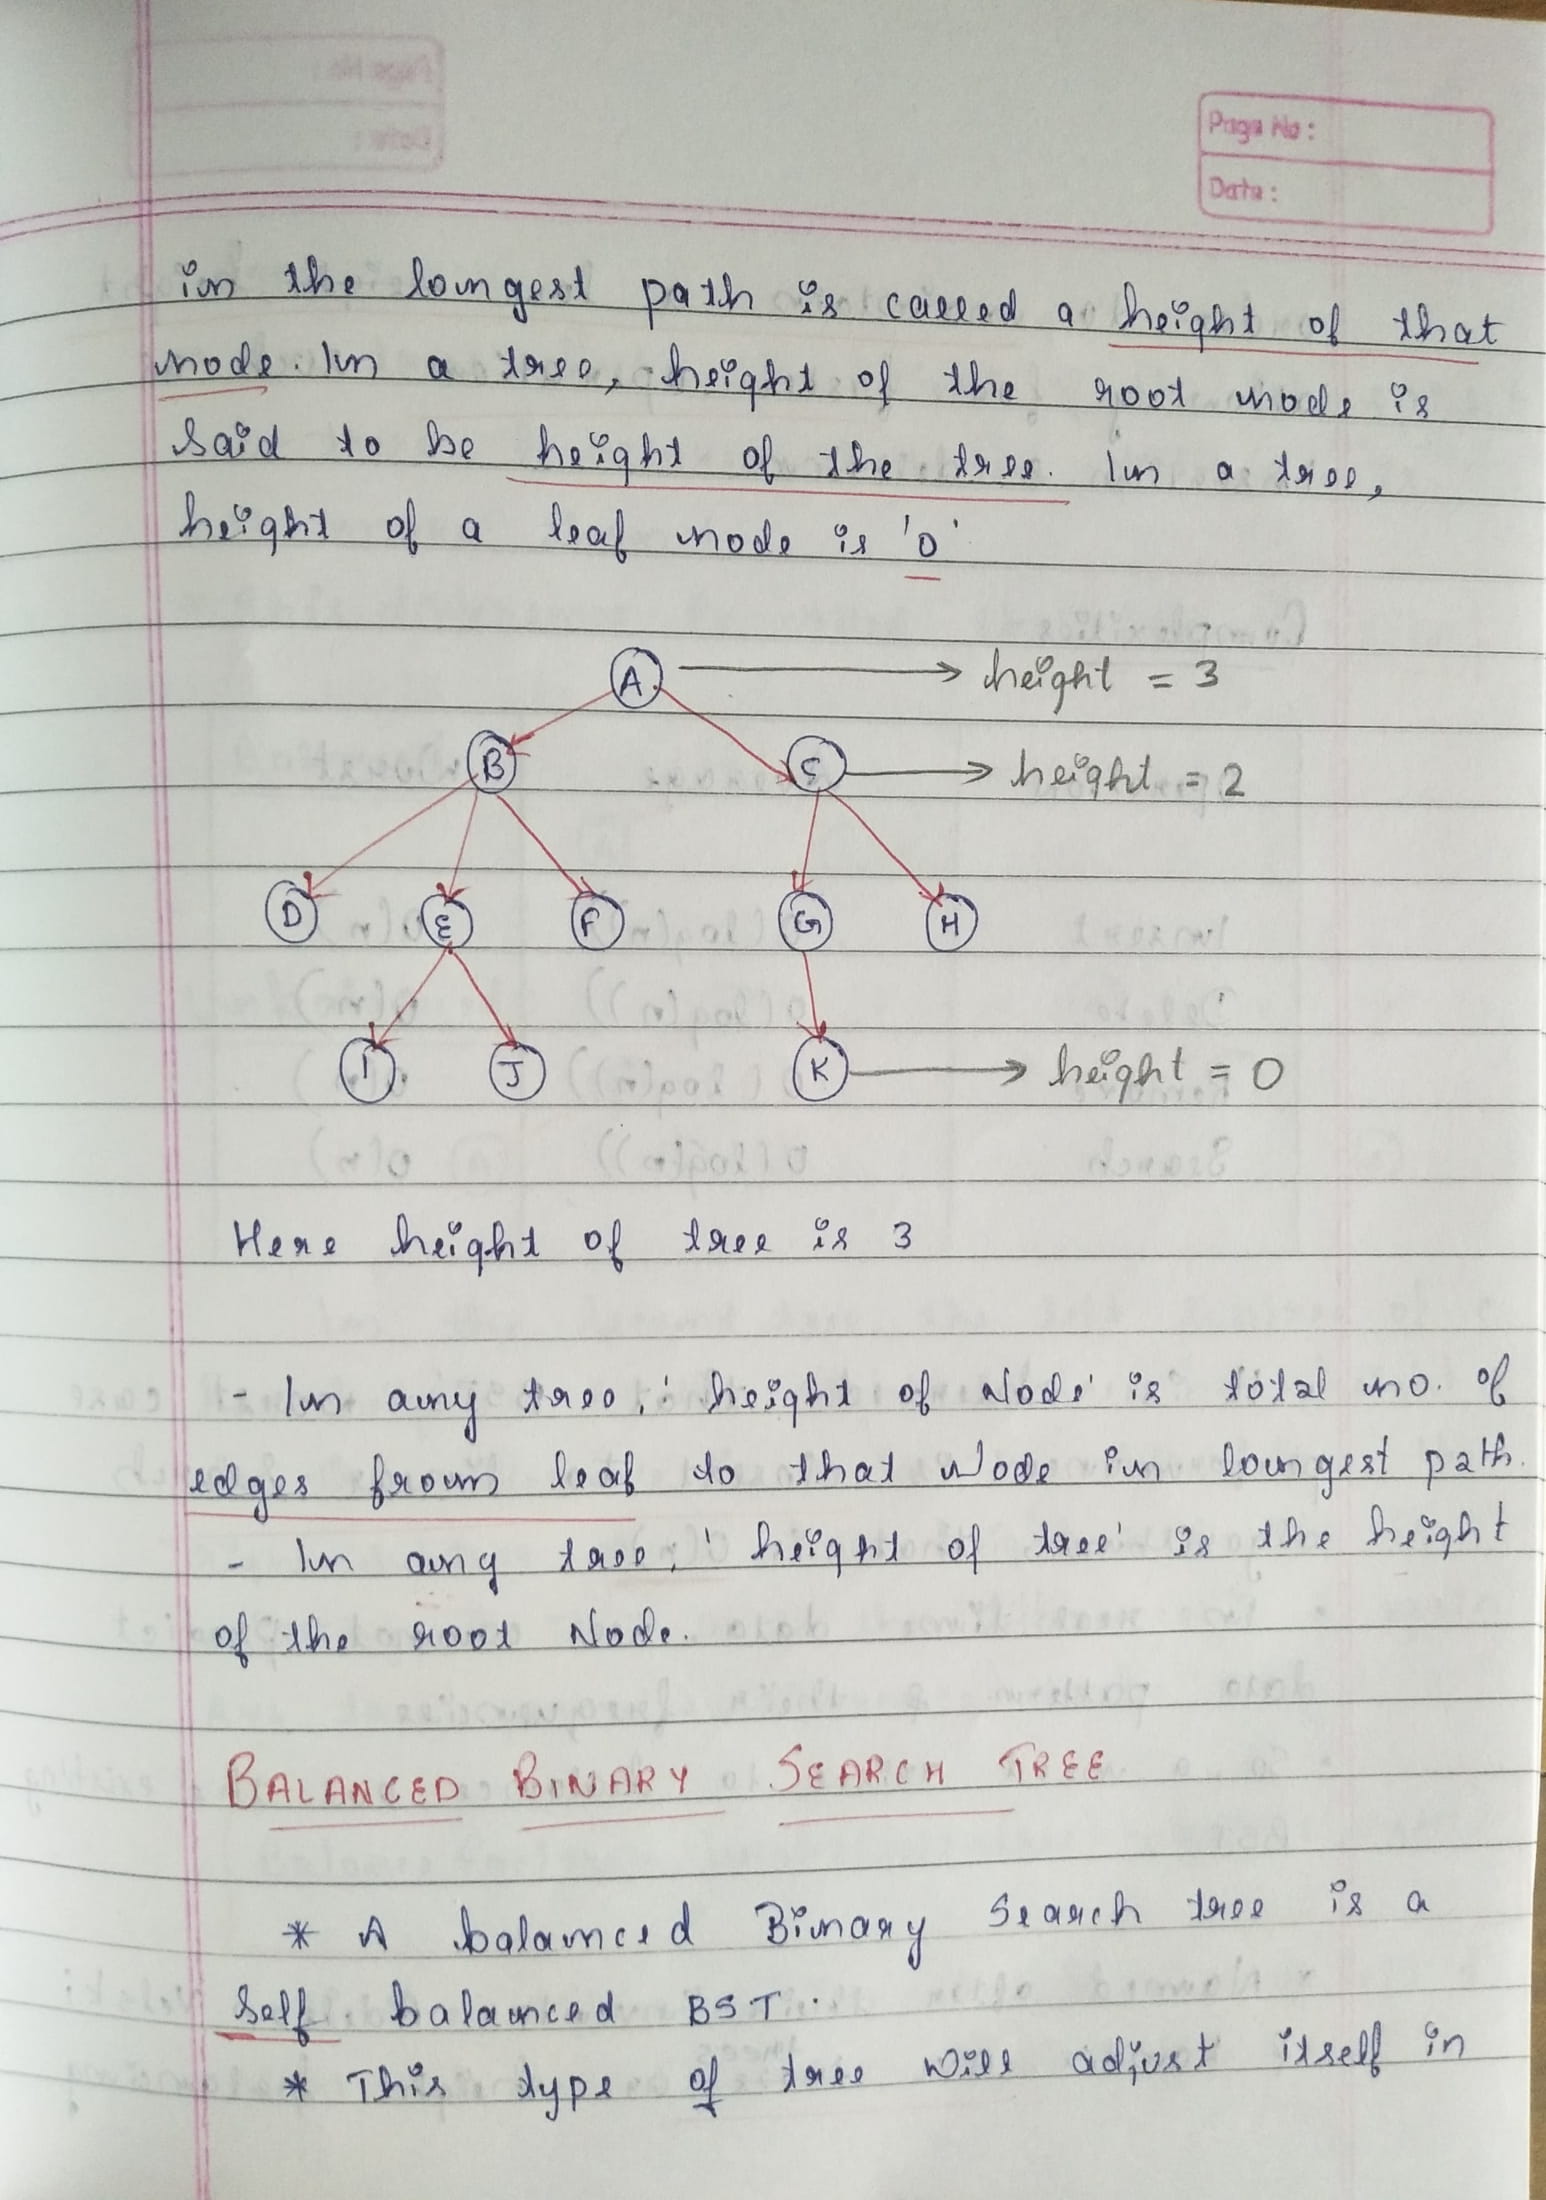 Page No :
Date :
in the longest path is called a height of that
node. In a tree, height of the root node is
said to be height of the tree. In a tree,
height of a leaf node is '0'
A → height = 3
B C → height = 2
D E F G H
I J K → height = 0
Here height of tree is 3
- In any tree, 'height of Node' is total no. of
edges from leaf to that Node in longest path.
- In any tree, 'height of tree' is the height
of the root Node.
BALANCED BINARY SEARCH TREE
* A balanced Binary Search tree is a
Self balanced BST.
* This type of tree will adjust itself in